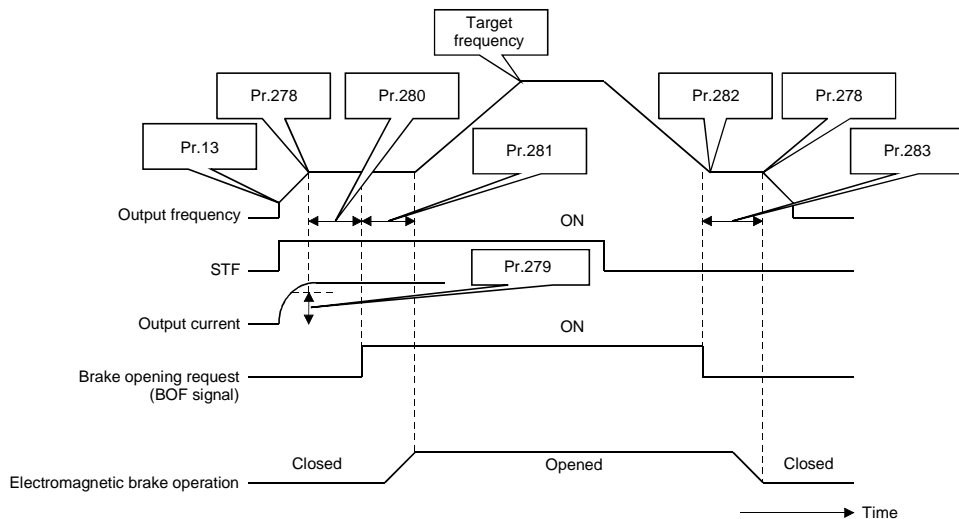 Target
frequency
Pr.278
Pr.280
Pr.282
Pr.278
Pr.13
Pr.281
Pr.283
Output frequency
ON
STF
Pr.279
Output current
ON
Brake opening request
(BOF signal)
Closed
Opened
Closed
Electromagnetic brake operation
Time